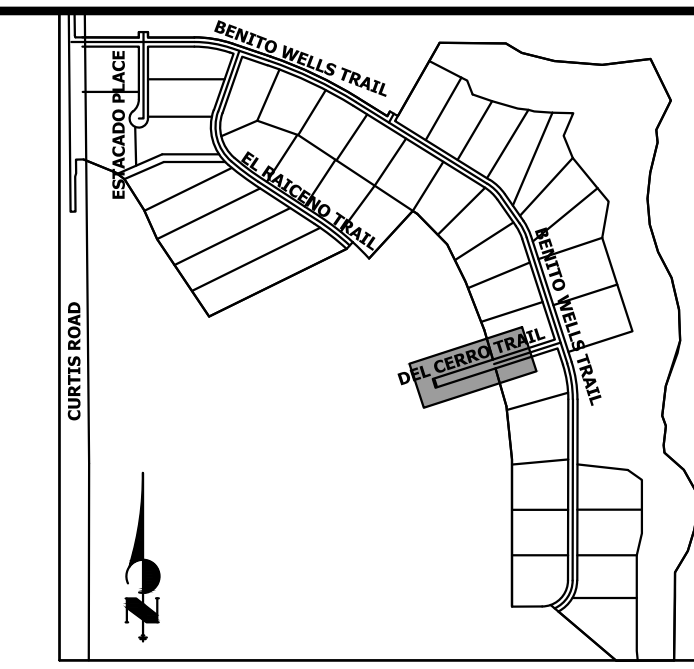 BENITO WELLS TRAIL
ESTACADO PLACE
EL RAICENO TRAIL
BENITO WELLS TRAIL
DEL CERRO TRAIL
CURTIS ROAD
N